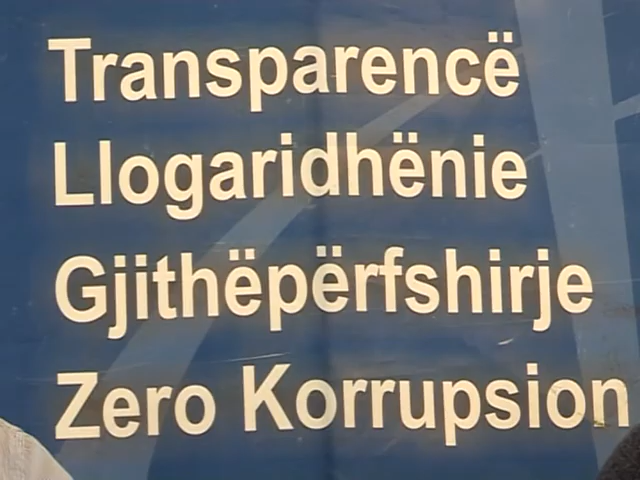 Transparencë
Llogaridhënie
Gjithëpërfshirje
Zero Korrupsion